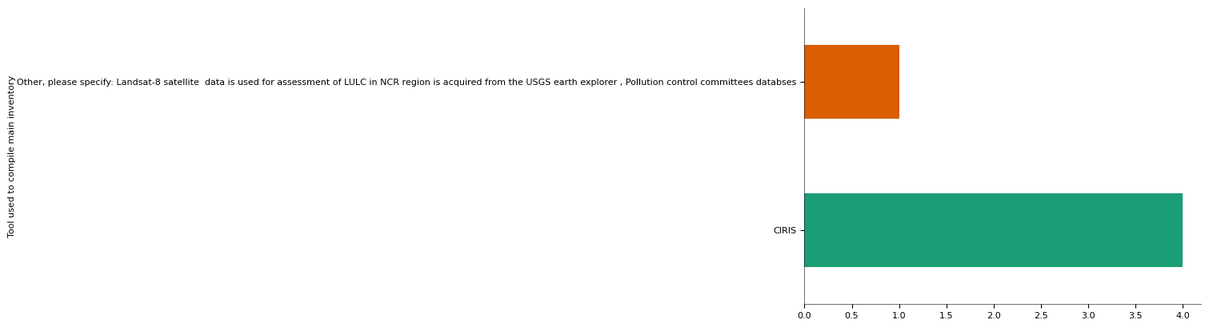 Tool used to compile main inventory
Other, please specify: Landsat-8 satellite  data is used for assessment of LULC in NCR region is acquired from the USGS earth explorer , Pollution control committees databses
CIRIS
0.0 0.5 1.0 1.5 2.0 2.5 3.0 3.5 4.0